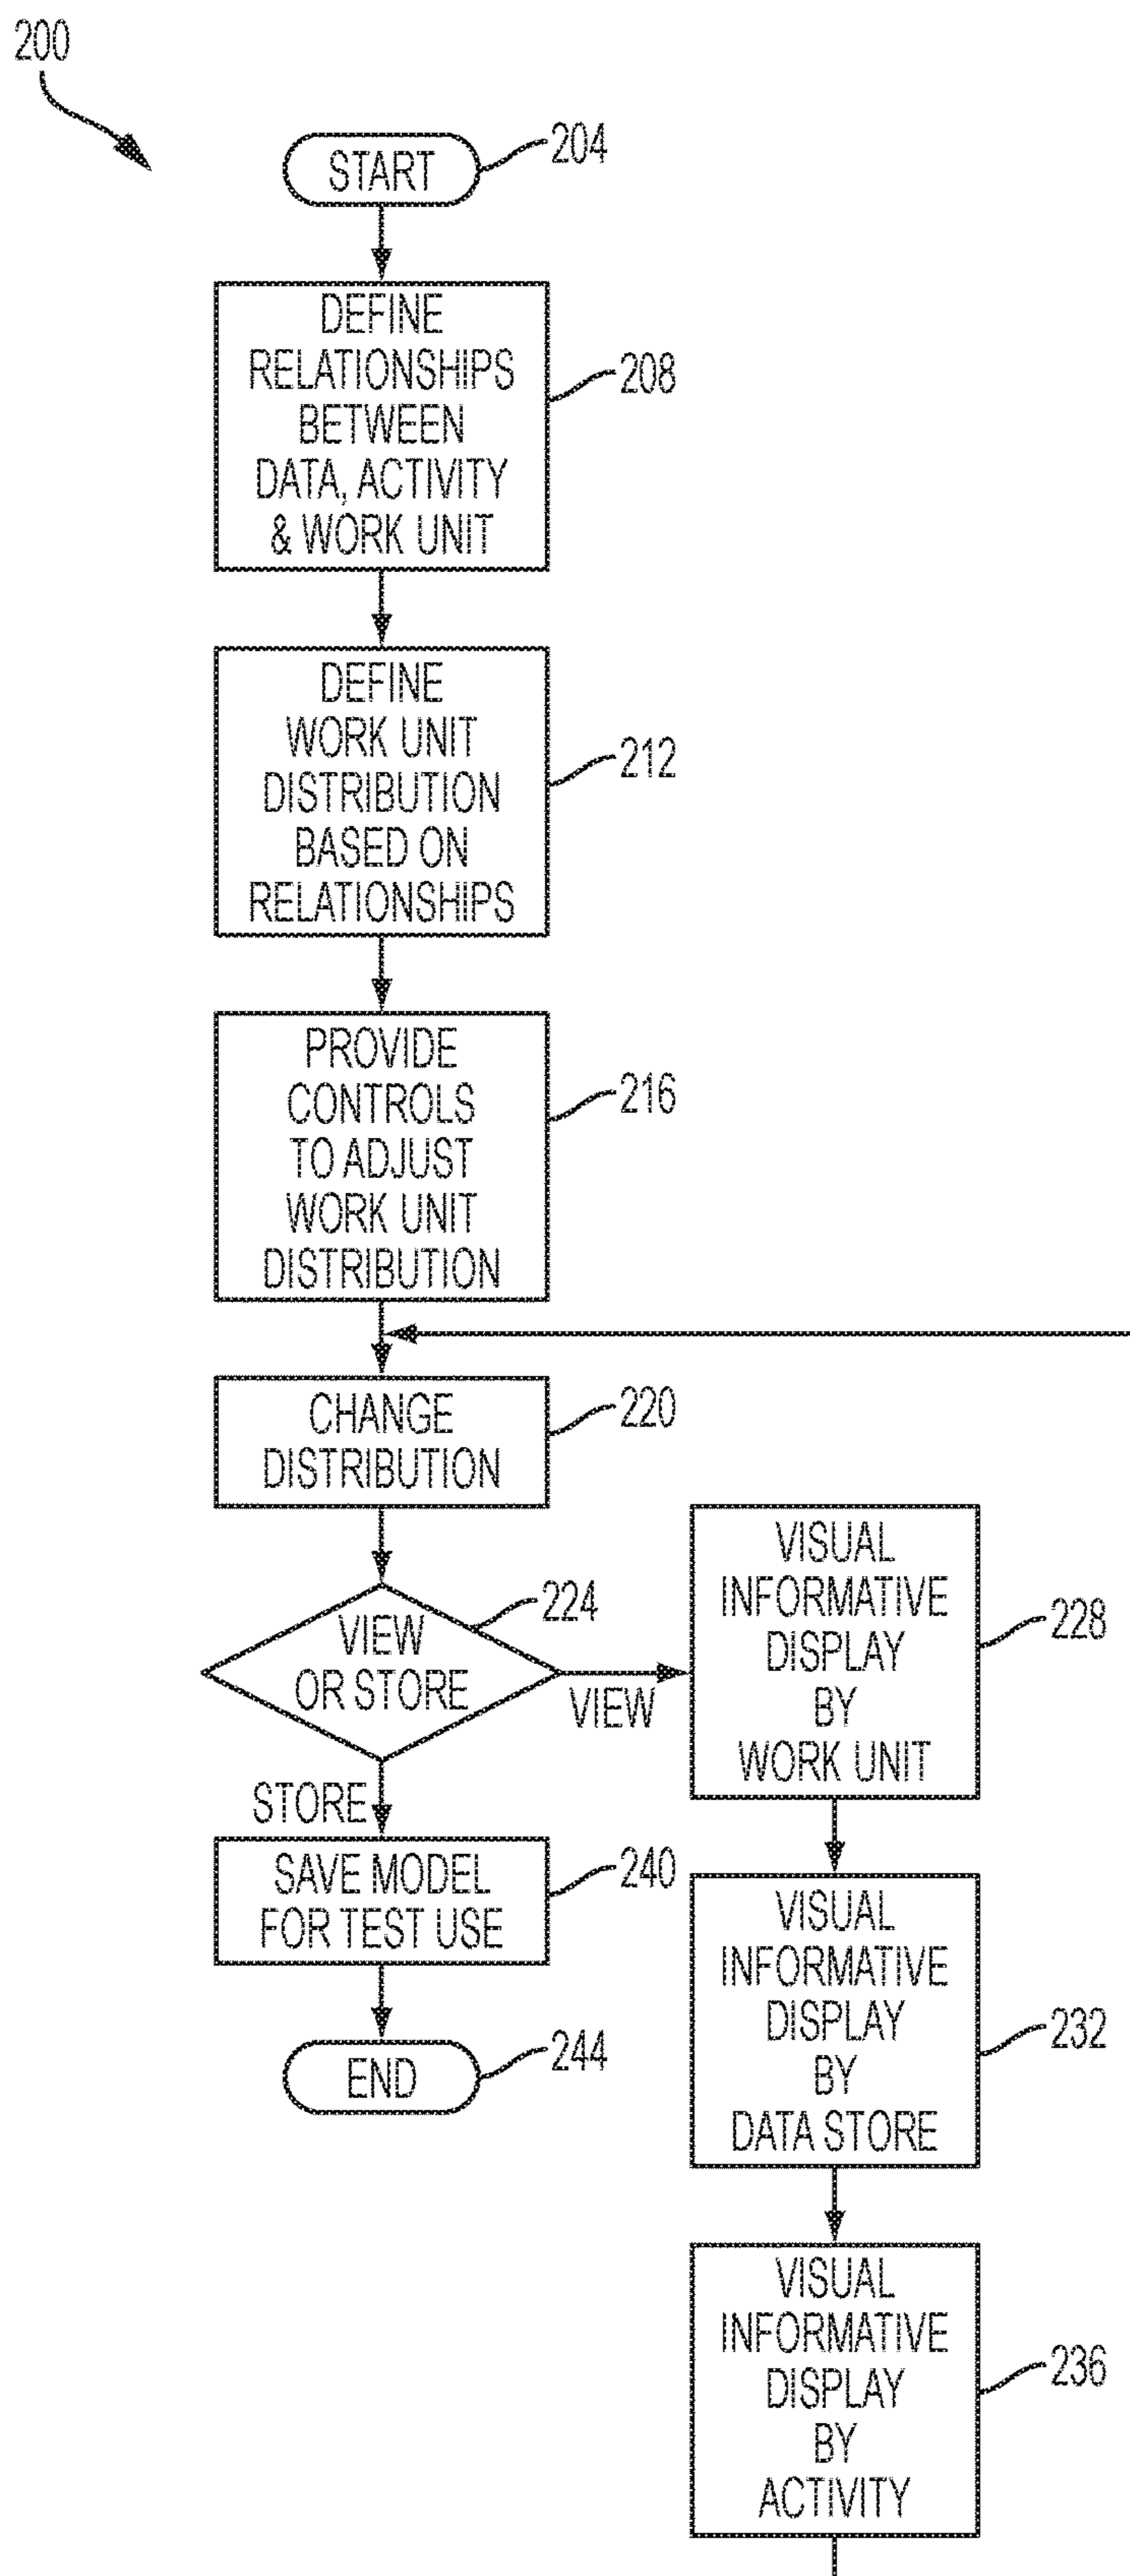 200
START
204
DEFINE
RELATIONSHIPS
BETWEEN
DATA, ACTIVITY
& WORK UNIT
208
DEFINE
WORK UNIT
DISTRIBUTION
BASED ON
RELATIONSHIPS
212
PROVIDE
CONTROLS
TO ADJUST
WORK UNIT
DISTRIBUTION
216
CHANGE
DISTRIBUTION
220
VIEW
OR STORE
224
VIEW
STORE
VISUAL
INFORMATIVE
DISPLAY
BY
WORK UNIT
228
SAVE MODEL
FOR TEST USE
240
END
244
VISUAL
INFORMATIVE
DISPLAY
BY
DATA STORE
232
VISUAL
INFORMATIVE
DISPLAY
BY
ACTIVITY
236